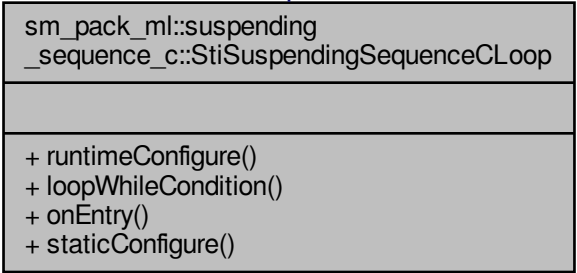 sm_pack_ml::suspending
_sequence_c::StiSuspendingSequenceCLoop
+ runtimeConfigure()
+ loopWhileCondition()
+ onEntry()
+ staticConfigure()